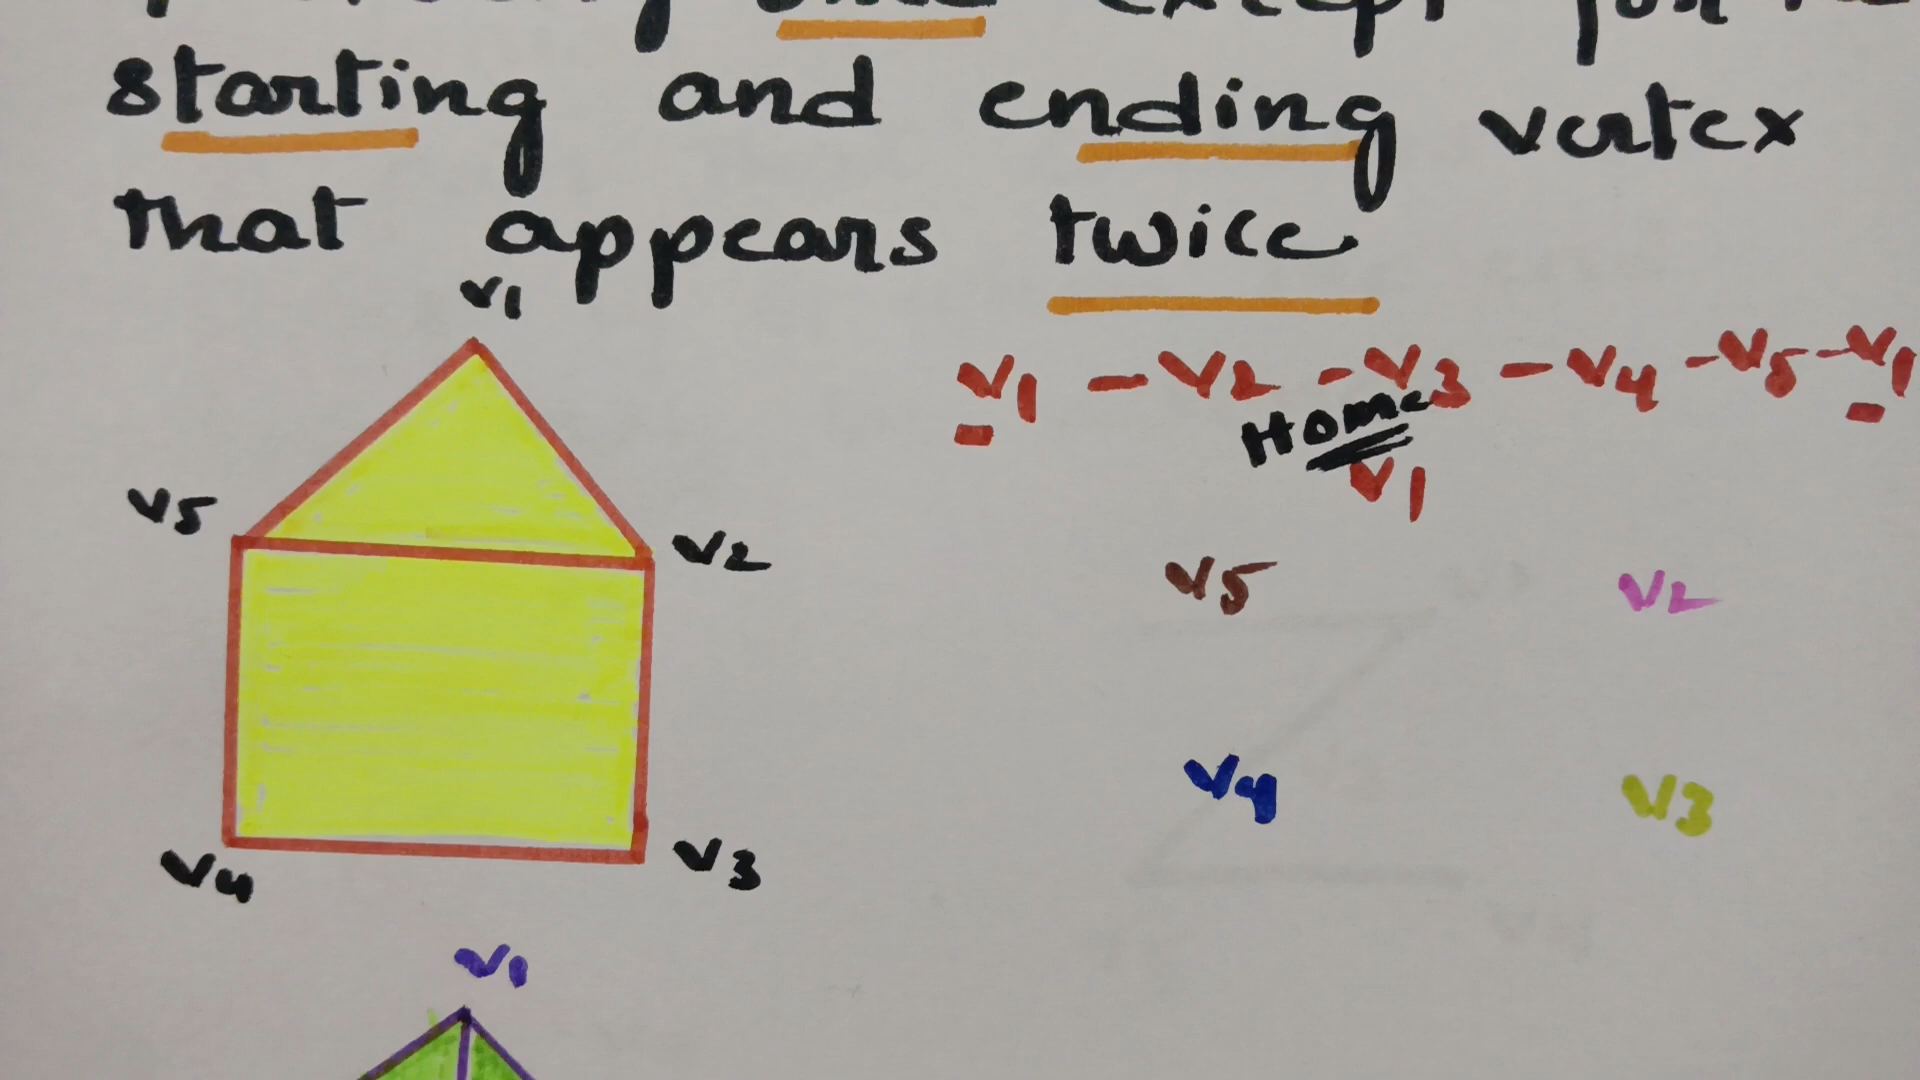 starting and ending vertex
that appears twice
v1
v1 - v2 - v3 - v4 - v5 - v1
Home
v1
v5
v2
v5
v2
v4
v3
v4
v3
v1